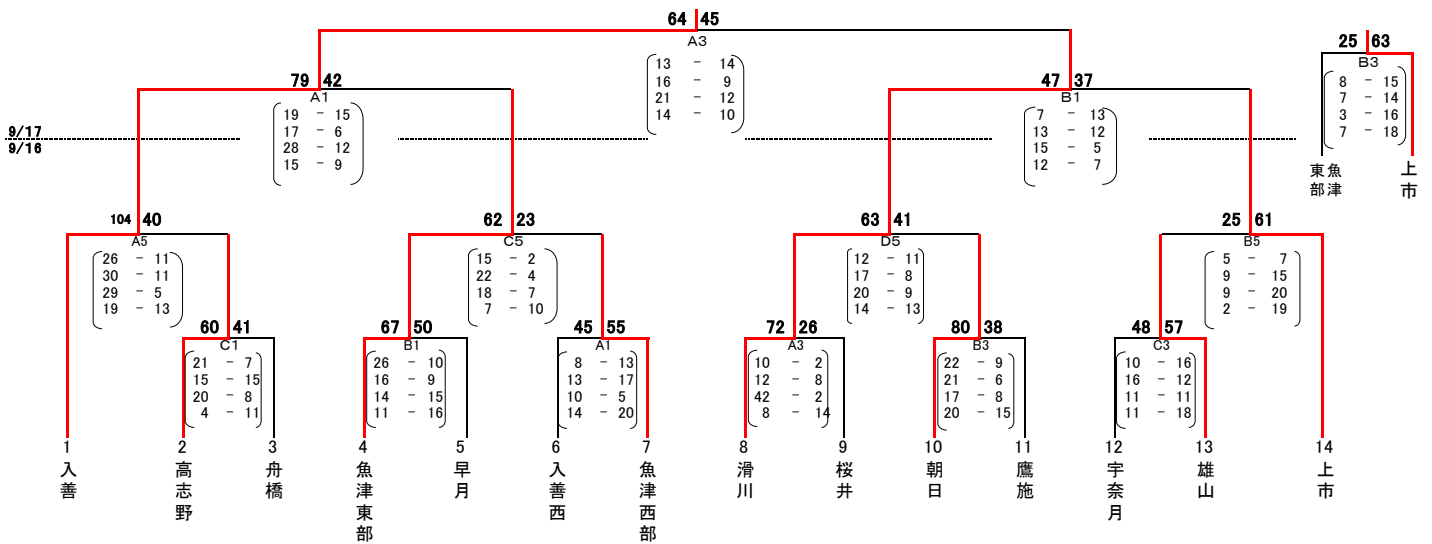 64 45
A3
13 - 14
16 - 9
21 - 12
14 - 10
25 63
B3
8 - 15
7 - 14
3 - 16
7 - 18
魚津東部
上市
79 42
A1
19 - 15
17 - 6
28 - 12
15 - 9
47 37
B1
7 - 13
13 - 12
15 - 5
12 - 7
9/17
9/16
104 40
A5
26 - 11
30 - 11
29 - 5
19 - 13
62 23
C5
15 - 2
22 - 4
18 - 7
7 - 10
63 41
D5
12 - 11
17 - 8
20 - 9
14 - 13
25 61
B5
5 - 7
9 - 15
9 - 20
2 - 19
60 41
C1
21 - 7
15 - 15
20 - 8
4 - 11
67 50
B1
26 - 10
16 - 9
14 - 15
11 - 16
45 55
A1
8 - 13
13 - 17
10 - 5
14 - 20
72 26
A3
10 - 2
12 - 8
42 - 2
8 - 14
80 38
B3
22 - 9
21 - 6
17 - 8
20 - 15
48 57
C3
10 - 16
16 - 12
11 - 11
11 - 18
1 入善
2 高志野
3 舟橋
4 魚津東部
5 早月
6 入善西
7 魚津西部
8 滑川
9 桜井
10 朝日
11 鷹施
12 宇奈月
13 雄山
14 上市